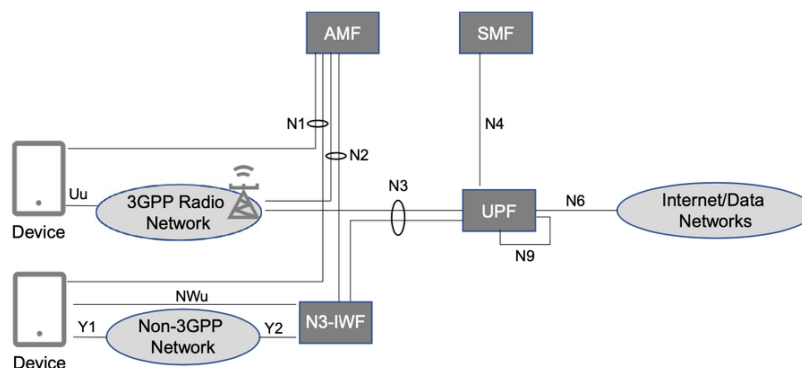 AMF
SMF
N1
N4
N2
Uu
3GPP Radio
Network
N3
UPF
N6
Internet/Data
Networks
Device
N9
NWu
N3-IWF
Y1
Non-3GPP
Network
Y2
Device